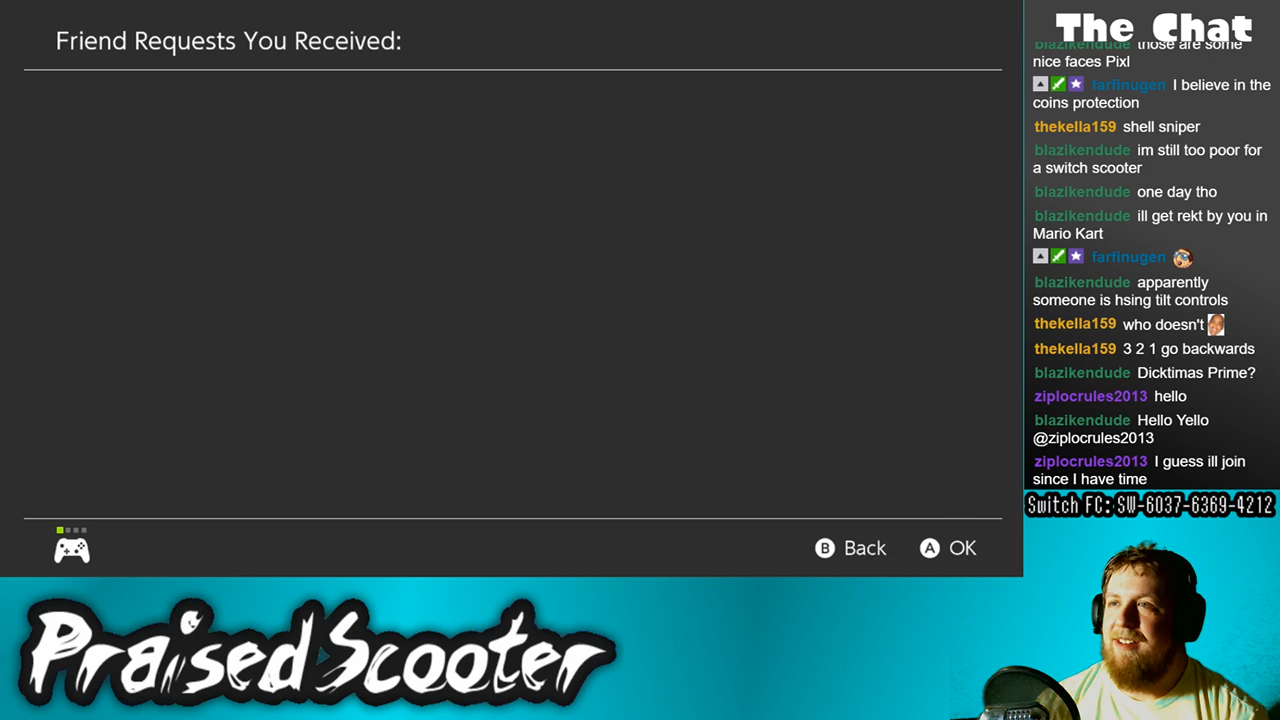 Friend Requests You Received:
B Back
A OK
PraisedScooter
The Chat
blazikendude those are some
nice faces Pixl
farfinugen I believe in the
coins protection
thekella159 shell sniper
blazikendude im still too poor for
a switch scooter
blazikendude one day tho
blazikendude ill get rekt by you in
Mario Kart
farfinugen
blazikendude apparently
someone is hsing tilt controls
thekella159 who doesn't
thekella159 3 2 1 go backwards
blazikendude Dicktimas Prime?
ziplocrules2013 hello
blazikendude Hello Yello
@ziplocrules2013
ziplocrules2013 I guess ill join
since I have time
Switch FC: SW-6037-6369-4212